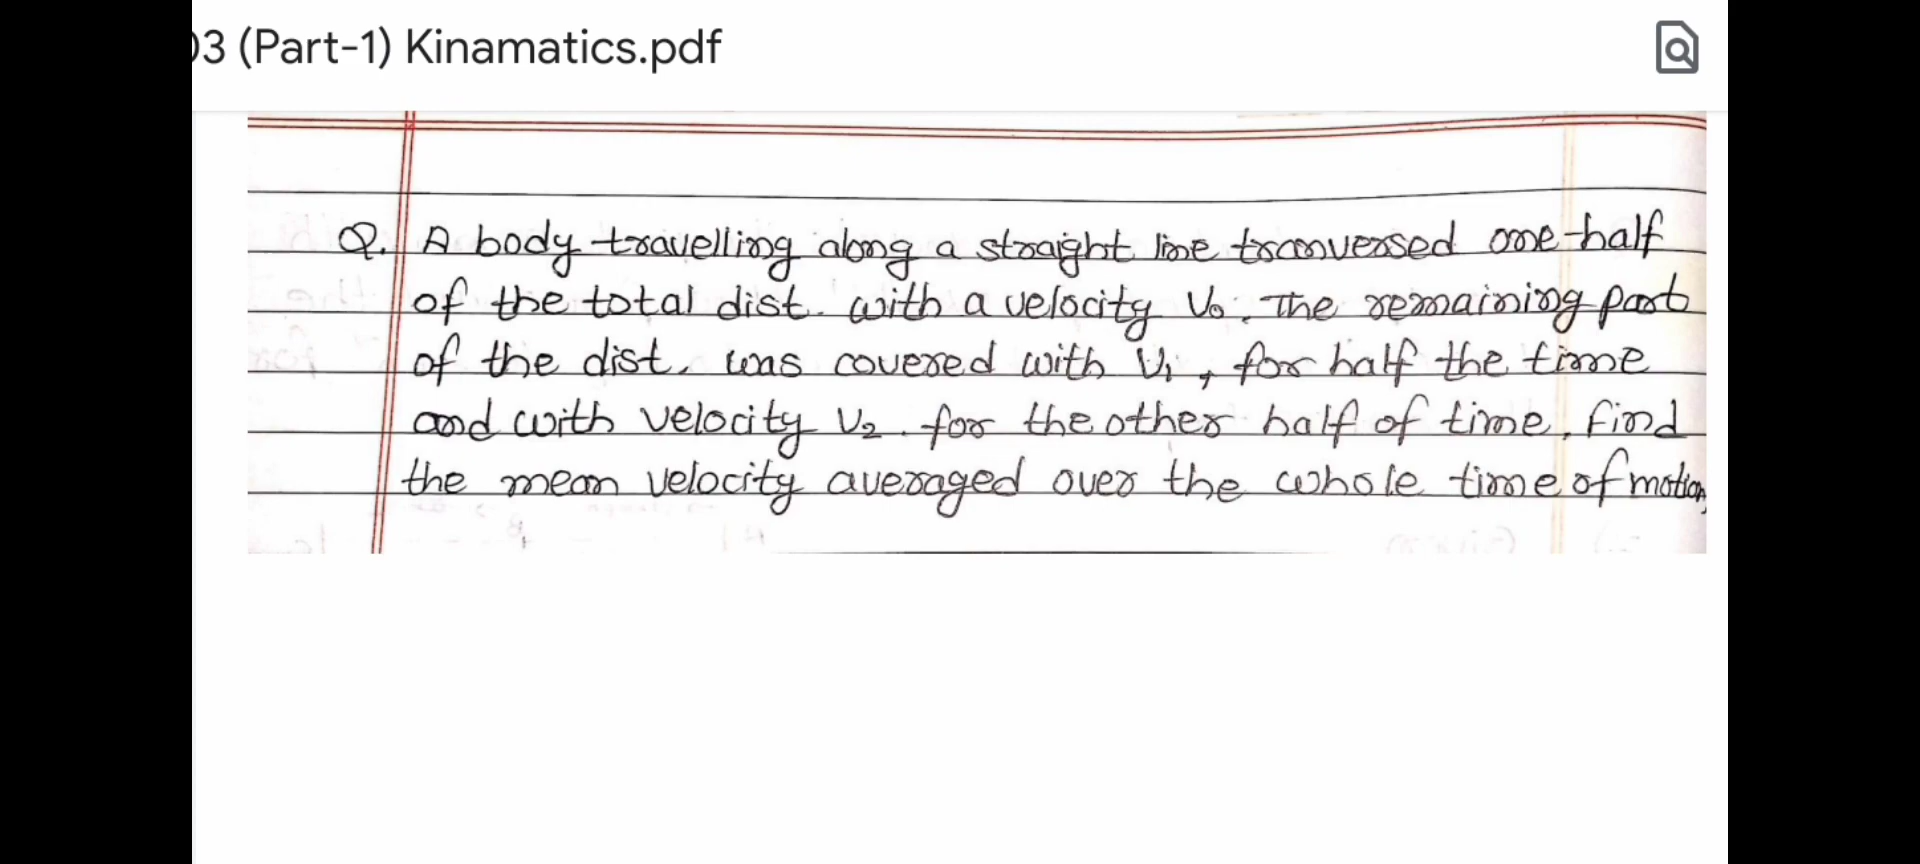 03 (Part-1) Kinamatics.pdf
Q. A body travelling along a straight line tranversed one-half
of the total dist. with a velocity V₀. The remaining part
of the dist. was covered with V₁, for half the time
and with velocity V₂ for the other half of time. find
the mean velocity averaged over the whole time of motion,